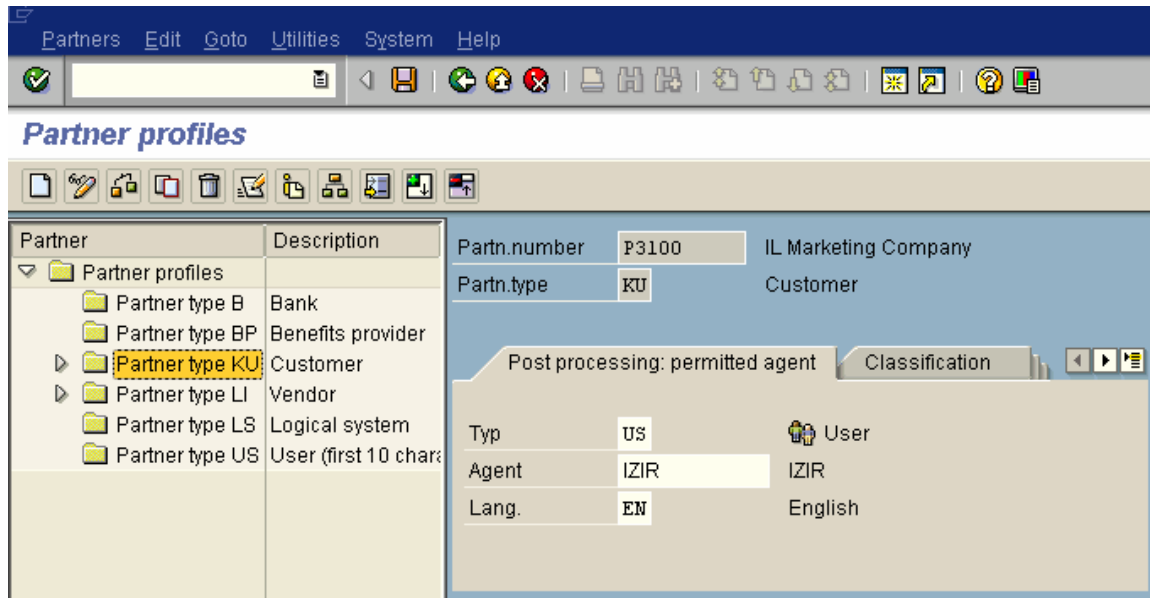 Partners Edit Goto Utilities System Help
Partner profiles
Partner Description
Partner profiles
Partner type B Bank
Partner type BP Benefits provider
Partner type KU Customer
Partner type LI Vendor
Partner type LS Logical system
Partner type US User (first 10 chara
Partn.number P3100 IL Marketing Company
Partn.type KU Customer
Post processing: permitted agent Classification
Typ US User
Agent IZIR IZIR
Lang. EN English